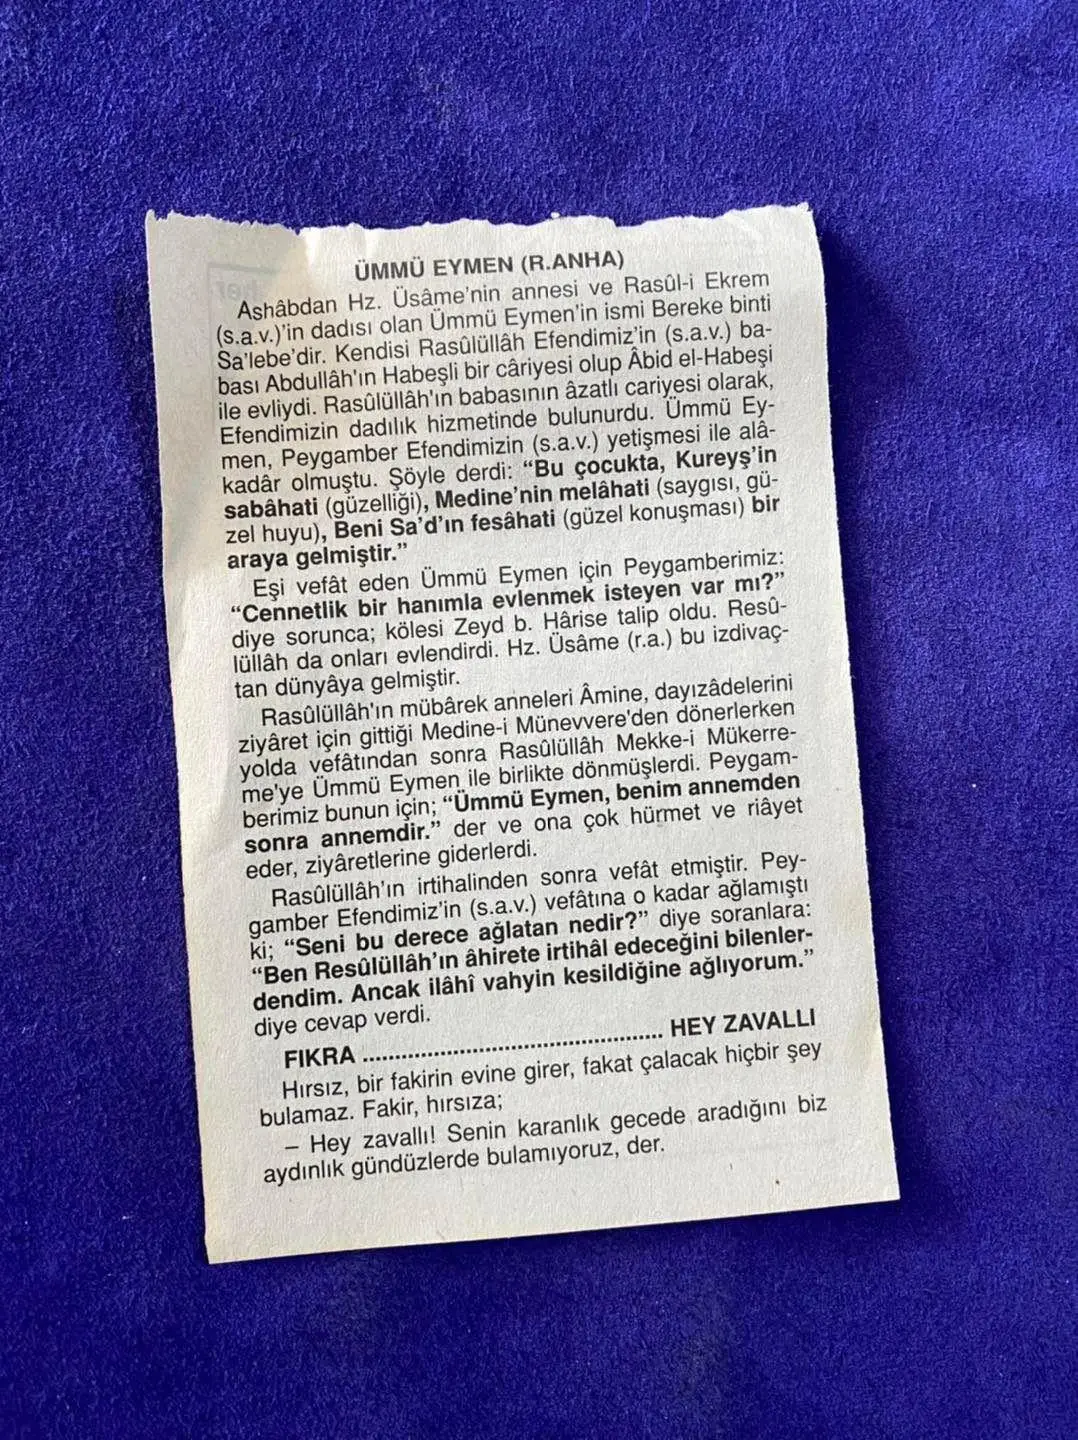 ÜMMÜ EYMEN (R.ANHA)
Ashâbdan Hz. Üsâme'nin annesi ve Rasûl-i Ekrem
(s.a.v.)'in dadısı olan Ümmü Eymen'in ismi Bereke binti
Sa'lebe'dir. Kendisi Rasûlüllâh Efendimiz'in (s.a.v.) ba-
bası Abdullâh'ın Habeşli bir câriyesi olup Âbid el-Habeşi
ile evliydi. Rasûlüllâh'ın babasının âzatlı cariyesi olarak,
Efendimizin dadılık hizmetinde bulunurdu. Ümmü Ey-
men, Peygamber Efendimizin (s.a.v.) yetişmesi ile alâ-
kadâr olmuştu. Şöyle derdi: “Bu çocukta, Kureyş'in
sabâhati (güzelliği), Medine'nin melâhati (saygısı, gü-
zel huyu), Beni Sa'd'ın fesâhati (güzel konuşması) bir
araya gelmiştir.”
Eşi vefât eden Ümmü Eymen için Peygamberimiz:
“Cennetlik bir hanımla evlenmek isteyen var mı?”
diye sorunca; kölesi Zeyd b. Hârise talip oldu. Resû-
lüllâh da onları evlendirdi. Hz. Üsâme (r.a.) bu izdivaç-
tan dünyâya gelmiştir.
Rasûlüllâh'ın mübârek anneleri Âmine, dayızâdelerini
ziyâret için gittiği Medine-i Münevvere'den dönerlerken
yolda vefâtından sonra Rasûlüllâh Mekke-i Mükerre-
me'ye Ümmü Eymen ile birlikte dönmüşlerdi. Peygam-
berimiz bunun için; “Ümmü Eymen, benim annemden
sonra annemdir.” der ve ona çok hürmet ve riâyet
eder, ziyâretlerine giderlerdi.
Rasûlüllâh'ın irtihalinden sonra vefât etmiştir. Pey-
gamber Efendimiz'in (s.a.v.) vefâtına o kadar ağlamıştı
ki; “Seni bu derece ağlatan nedir?” diye soranlara:
“Ben Resûlüllâh'ın âhirete irtihâl edeceğini bilenler-
dendim. Ancak ilâhî vahyin kesildiğine ağlıyorum.”
diye cevap verdi.
FIKRA ............................................ HEY ZAVALLI
Hırsız, bir fakirin evine girer, fakat çalacak hiçbir şey
bulamaz. Fakir, hırsıza;
– Hey zavallı! Senin karanlık gecede aradığını biz
aydınlık gündüzlerde bulamıyoruz, der.